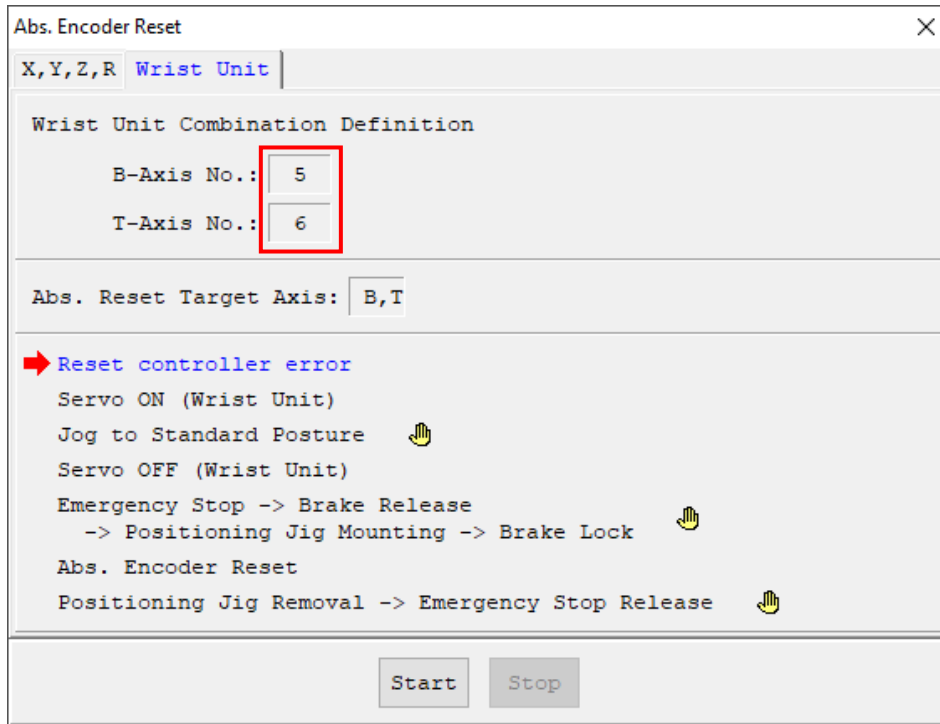 Abs. Encoder Reset
X,Y,Z,R Wrist Unit
Wrist Unit Combination Definition
B-Axis No.: 5
T-Axis No.: 6
Abs. Reset Target Axis: B,T
Reset controller error
Servo ON (Wrist Unit)
Jog to Standard Posture
Servo OFF (Wrist Unit)
Emergency Stop -> Brake Release
-> Positioning Jig Mounting -> Brake Lock
Abs. Encoder Reset
Positioning Jig Removal -> Emergency Stop Release
Start Stop